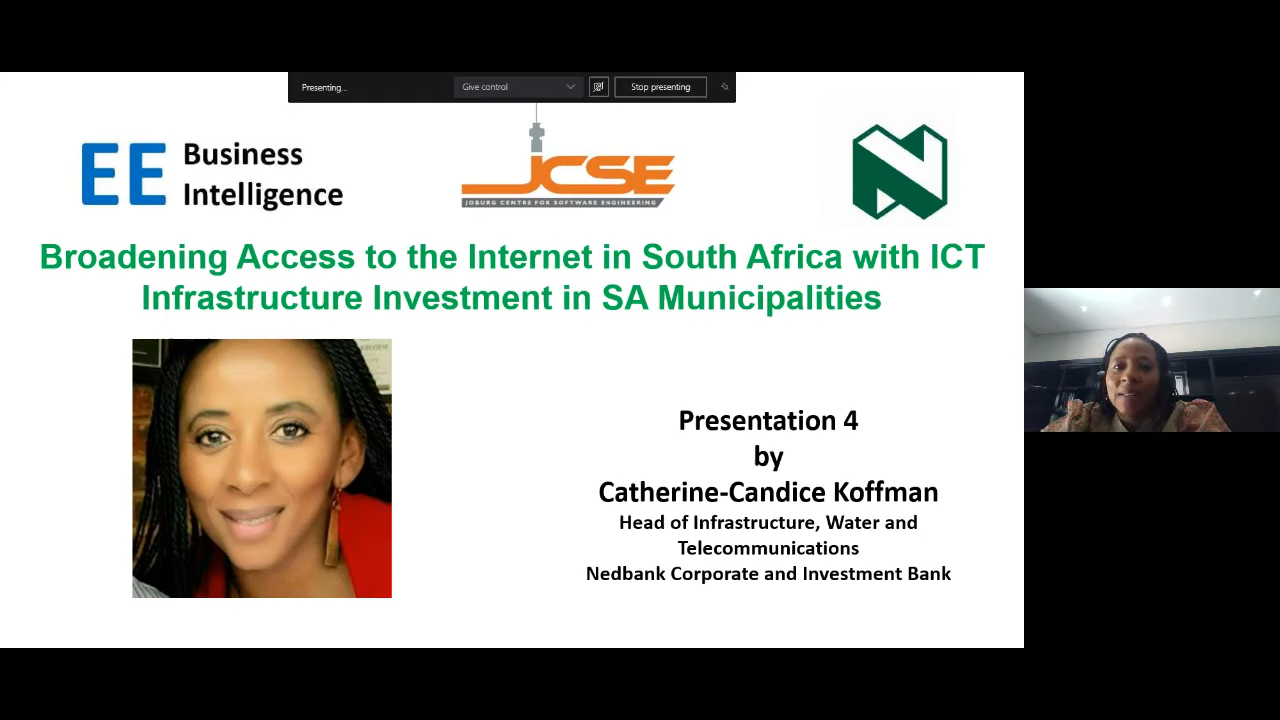 Presenting...
Give control
Stop presenting
EE Business
Intelligence
JCSE
JOBURG CENTRE FOR SOFTWARE ENGINEERING
N
Broadening Access to the Internet in South Africa with ICT
Infrastructure Investment in SA Municipalities
Presentation 4
by
Catherine-Candice Koffman
Head of Infrastructure, Water and
Telecommunications
Nedbank Corporate and Investment Bank